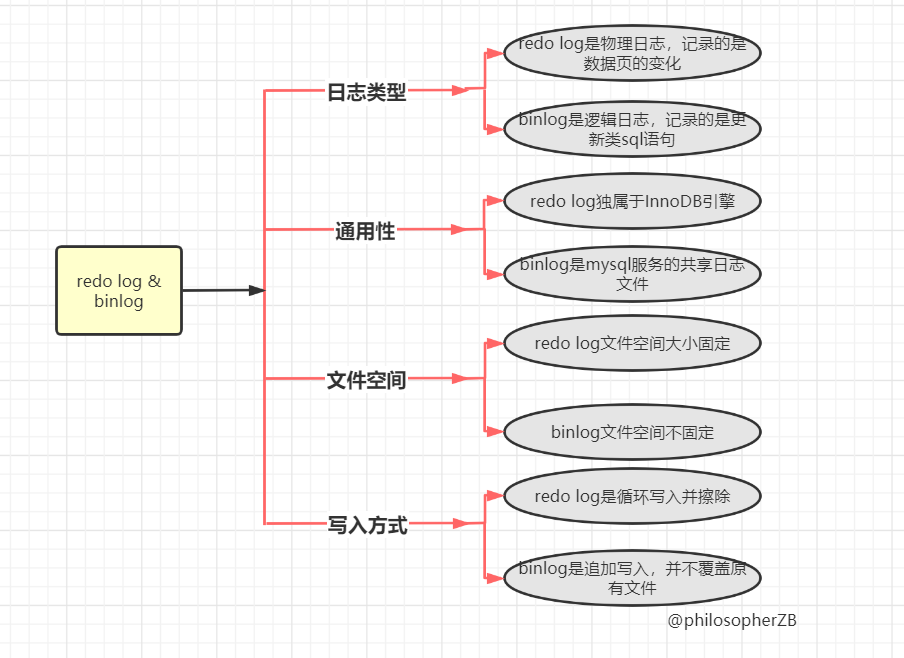 redo log &
binlog
日志类型
redo log是物理日志，记录的是
数据页的变化
binlog是逻辑日志，记录的是更
新类sql语句
通用性
redo log独属于InnoDB引擎
binlog是mysql服务的共享日志
文件
文件空间
redo log文件空间大小固定
binlog文件空间不固定
写入方式
redo log是循环写入并擦除
binlog是追加写入，并不覆盖原
有文件
@philosopherZB